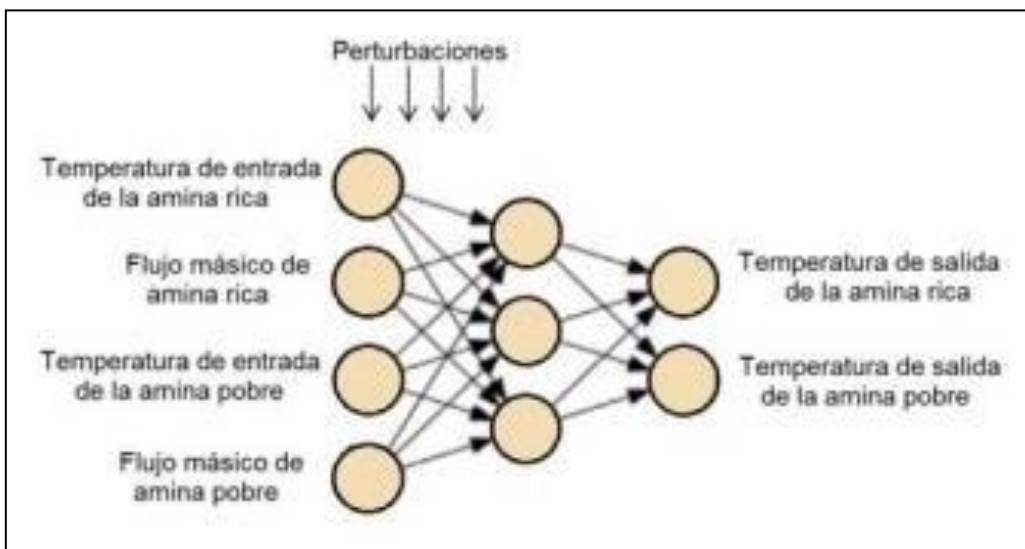 Perturbaciones
Temperatura de entrada
de la amina rica
Flujo másico de
amina rica
Temperatura de entrada
de la amina pobre
Flujo másico de
amina pobre
Temperatura de salida
de la amina rica
Temperatura de salida
de la amina pobre